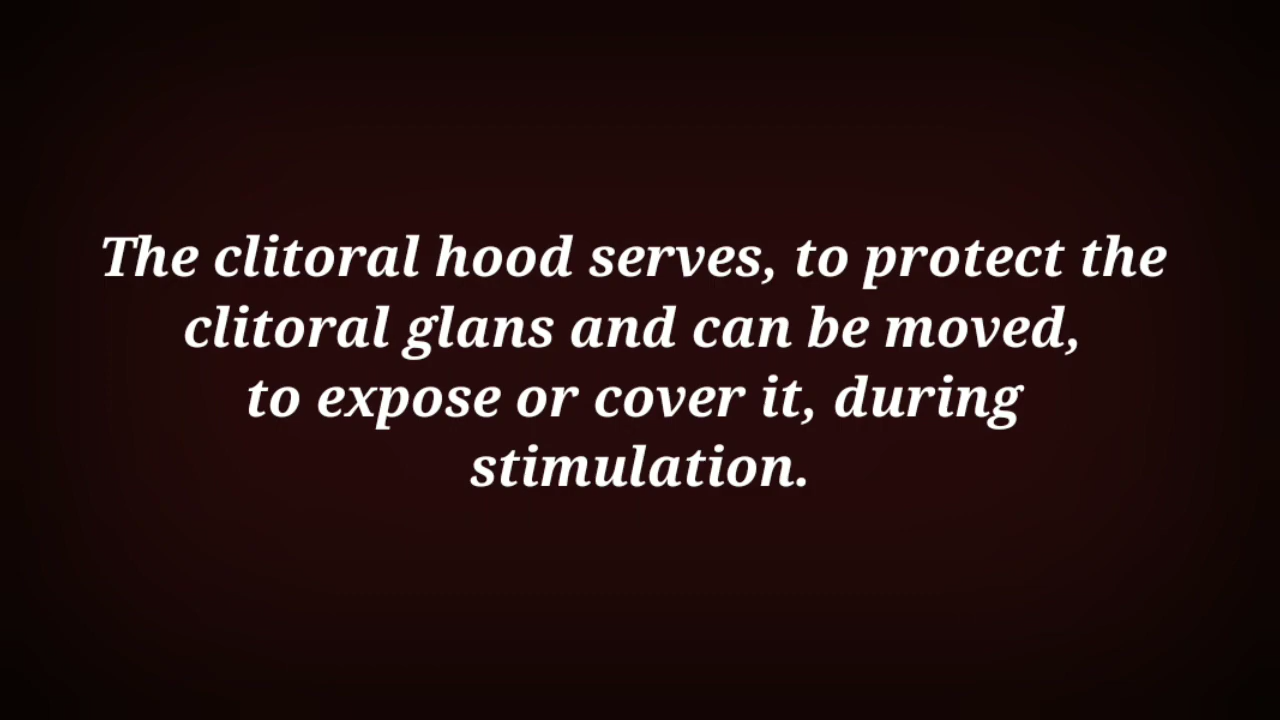 The clitoral hood serves, to protect the
clitoral glans and can be moved,
to expose or cover it, during
stimulation.